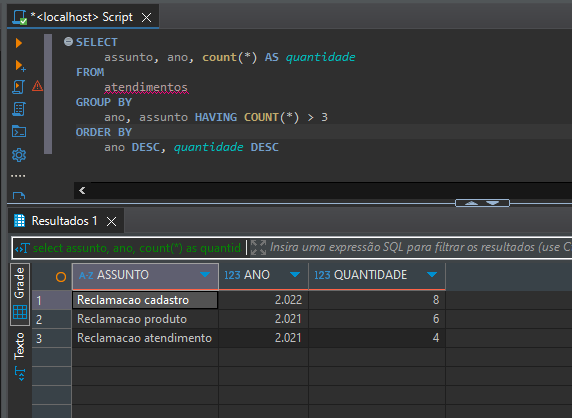 *<localhost> Script
SELECT
assunto, ano, count(*) AS quantidade
FROM
atendimentos
GROUP BY
ano, assunto HAVING COUNT(*) > 3
ORDER BY
ano DESC, quantidade DESC
Resultados 1
select assunto, ano, count(*) as quantid
Insira uma expressão SQL para filtrar os resultados (use C
Grade
Texto
A-Z ASSUNTO 123 ANO 123 QUANTIDADE
1 Reclamacao cadastro 2.022 8
2 Reclamacao produto 2.021 6
3 Reclamacao atendimento 2.021 4